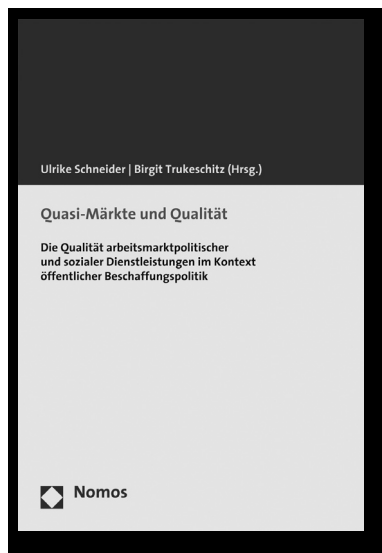 Ulrike Schneider | Birgit Trukeschitz (Hrsg.)
Quasi-Märkte und Qualität
Die Qualität arbeitsmarktpolitischer
und sozialer Dienstleistungen im Kontext
öffentlicher Beschaffungspolitik
Nomos